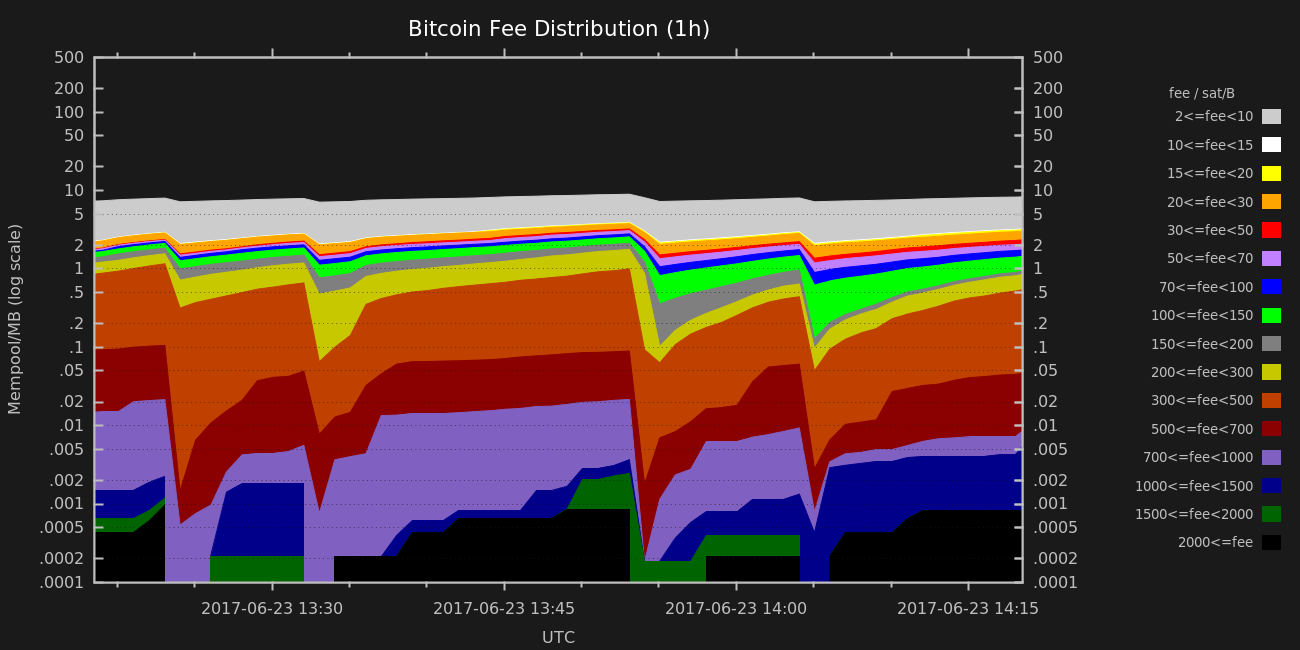 Bitcoin Fee Distribution (1h)
Mempool/MB (log scale)
500
200
100
50
20
10
5
2
1
.5
.2
.1
.05
.02
.01
.005
.002
.001
.0005
.0002
.0001
500
200
100
50
20
10
5
2
1
.5
.2
.1
.05
.02
.01
.005
.002
.001
.0005
.0002
.0001
fee / sat/B
2<=fee<10
10<=fee<15
15<=fee<20
20<=fee<30
30<=fee<50
50<=fee<70
70<=fee<100
100<=fee<150
150<=fee<200
200<=fee<300
300<=fee<500
500<=fee<700
700<=fee<1000
1000<=fee<1500
1500<=fee<2000
2000<=fee
2017-06-23 13:30
2017-06-23 13:45
2017-06-23 14:00
2017-06-23 14:15
UTC